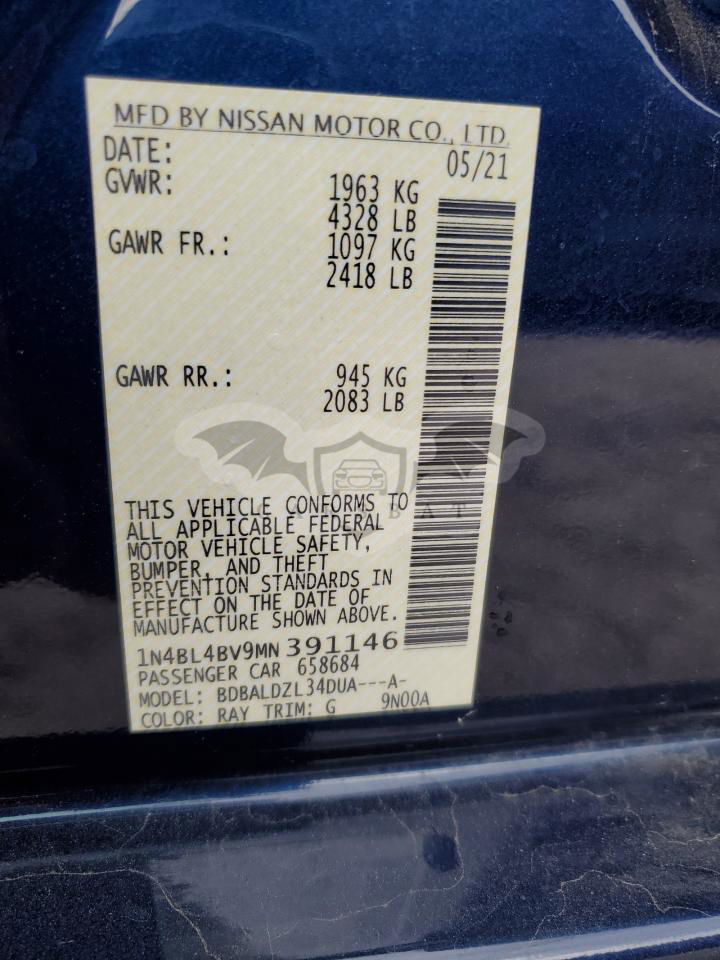 MFD BY NISSAN MOTOR CO., LTD.
DATE: 05/21
GVWR: 1963 KG
4328 LB
GAWR FR.: 1097 KG
2418 LB
GAWR RR.: 945 KG
2083 LB
THIS VEHICLE CONFORMS TO
ALL APPLICABLE FEDERAL
MOTOR VEHICLE SAFETY,
BUMPER, AND THEFT
PREVENTION STANDARDS IN
EFFECT ON THE DATE OF
MANUFACTURE SHOWN ABOVE.
1N4BL4BV9MN391146
PASSENGER CAR 658684
MODEL: BDBALDZL34DUA---A-
COLOR: RAY TRIM: G 9N00A